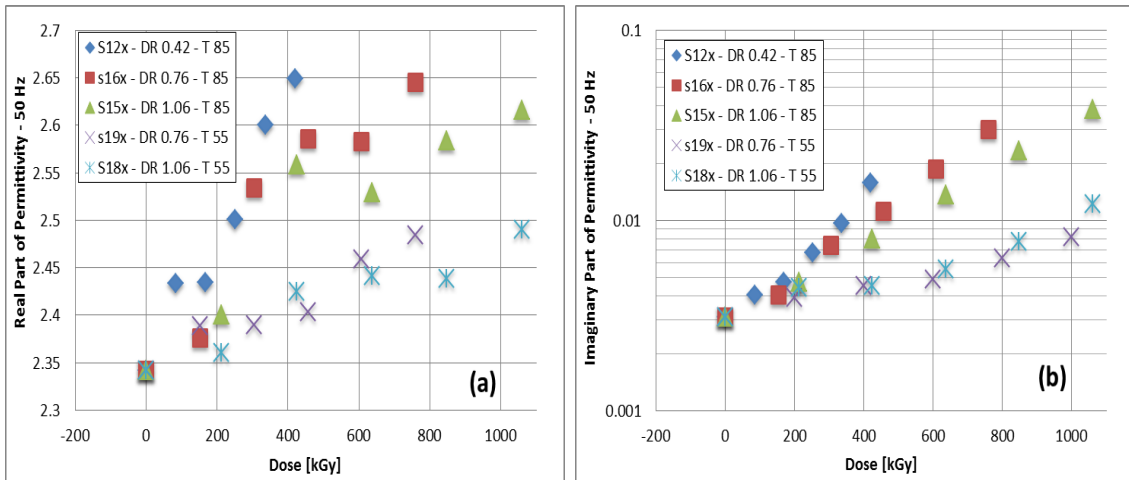 Real Part of Permittivity - 50 Hz
2.7
2.65
2.6
2.55
2.5
2.45
2.4
2.35
2.3
S12x - DR 0.42 - T 85
s16x - DR 0.76 - T 85
S15x - DR 1.06 - T 85
s19x - DR 0.76 - T 55
S18x - DR 1.06 - T 55
(a)
-200 0 200 400 600 800 1000
Dose [kGy]
Imaginary Part of Permittivity - 50 Hz
0.1
0.01
0.001
S12x - DR 0.42 - T 85
s16x - DR 0.76 - T 85
S15x - DR 1.06 - T 85
s19x - DR 0.76 - T 55
S18x - DR 1.06 - T 55
(b)
-200 0 200 400 600 800 1000
Dose [kGy]